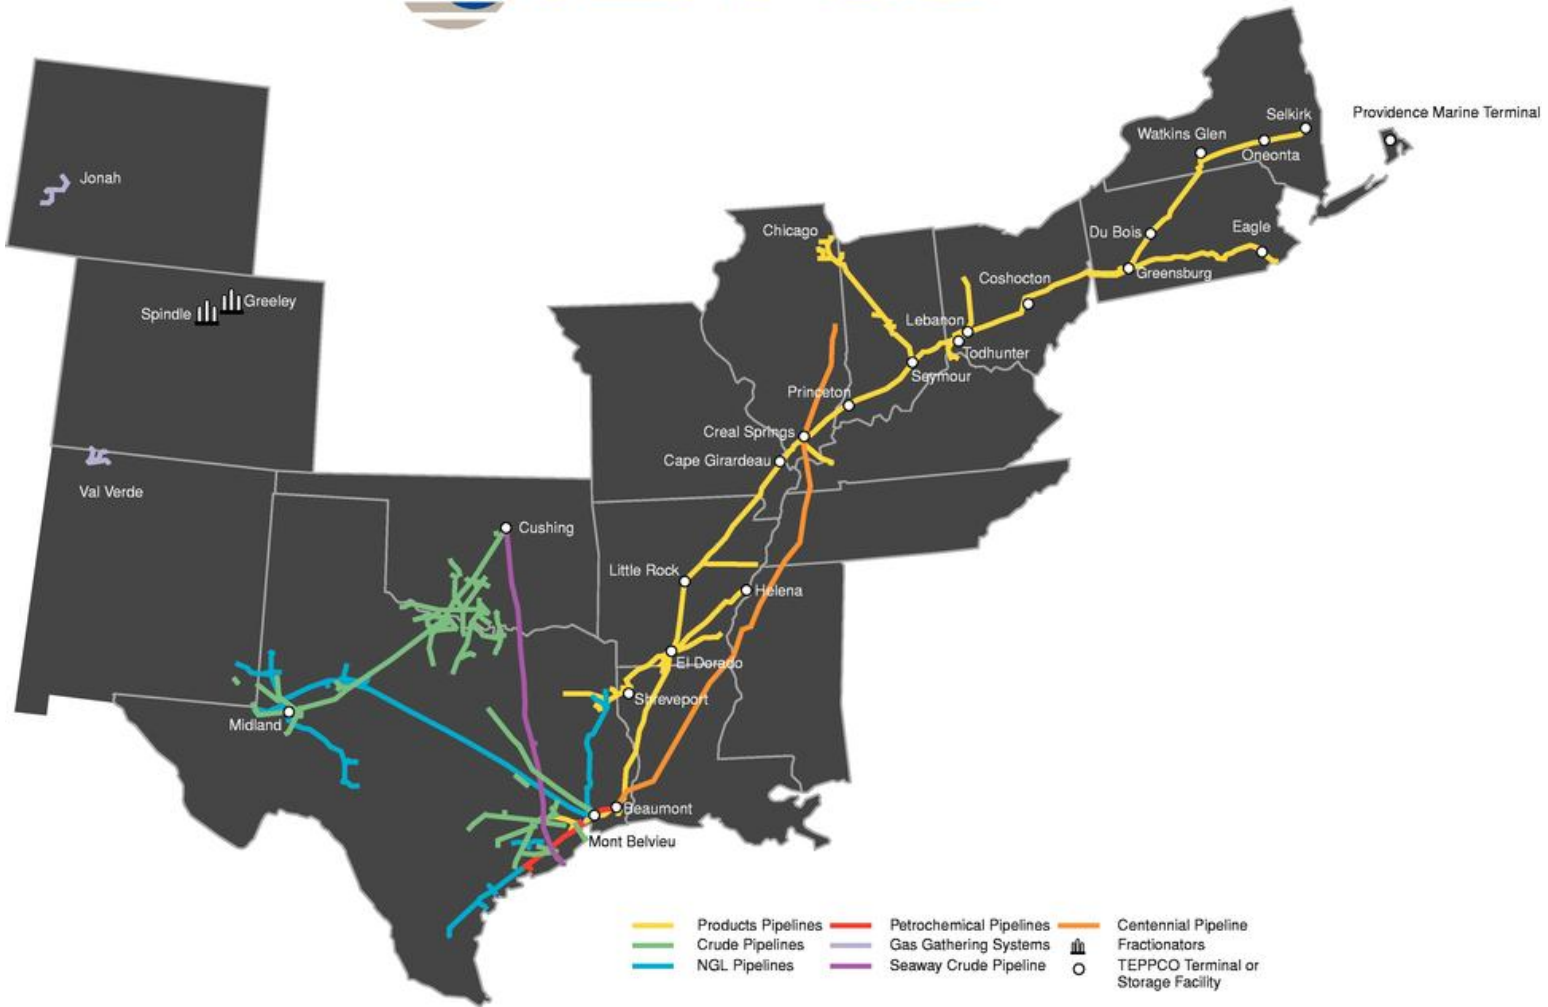 Selkirk
Providence Marine Terminal
Watkins Glen
Oneonta
Jonah
Chicago
Du Bois
Eagle
Greensburg
Coshocton
Spindle
Greeley
Lebanon
Todhunter
Seymour
Princeton
Creal Springs
Cape Girardeau
Val Verde
Cushing
Little Rock
Helena
El Dorado
Shreveport
Midland
Beaumont
Mont Belvieu
Products Pipelines
Petrochemical Pipelines
Centennial Pipeline
Crude Pipelines
Gas Gathering Systems
Fractionators
NGL Pipelines
Seaway Crude Pipeline
TEPPCO Terminal or
Storage Facility